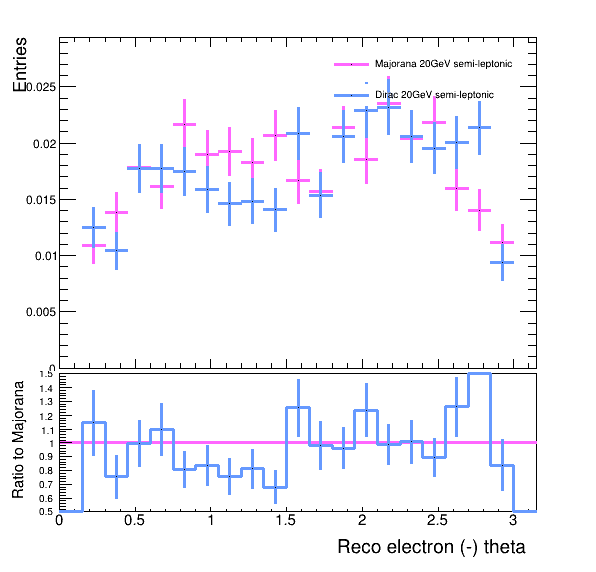 Entries
Majorana 20GeV semi-leptonic
Dirac 20GeV semi-leptonic
0.025
0.02
0.015
0.01
0.005
0
Ratio to Majorana
1.5
1.4
1.3
1.2
1.1
1
0.9
0.8
0.7
0.6
0.5
0 0.5 1 1.5 2 2.5 3
Reco electron (-) theta